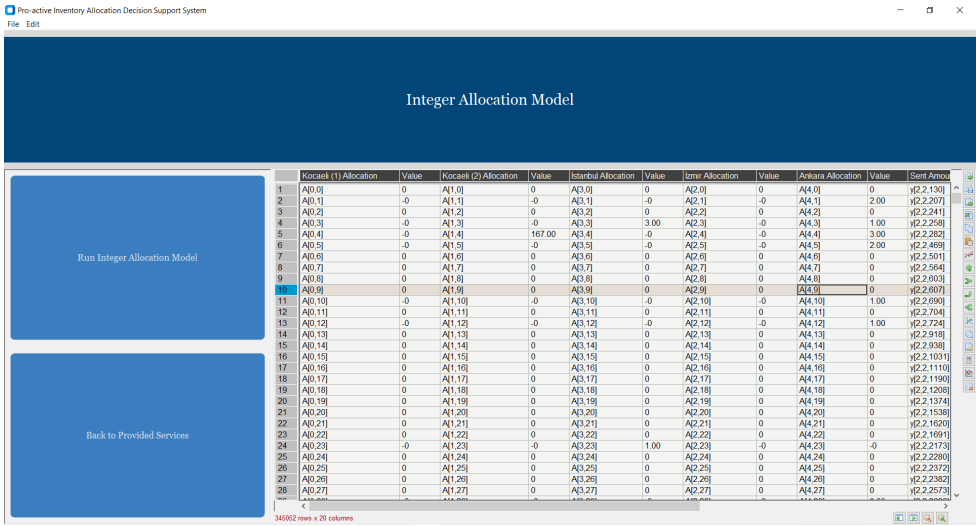 Pro-active Inventory Allocation Decision Support System
File Edit
Integer Allocation Model
Run Integer Allocation Model
Back to Provided Services
Kocaeli (1) Allocation Value Kocaeli (2) Allocation Value Istanbul Allocation Value Izmir Allocation Value Ankara Allocation Value Sent Amou
1 A[0,0] 0 A[1,0] 0 A[3,0] 0 A[2,0] 0 A[4,0] 0 y[2,2,130]
2 A[0,1] -0 A[1,1] -0 A[3,1] -0 A[2,1] -0 A[4,1] 2.00 y[2,2,207]
3 A[0,2] 0 A[1,2] 0 A[3,2] 0 A[2,2] 0 A[4,2] 0 y[2,2,241]
4 A[0,3] -0 A[1,3] -0 A[3,3] 3.00 A[2,3] -0 A[4,3] 1.00 y[2,2,258]
5 A[0,4] -0 A[1,4] 167.00 A[3,4] -0 A[2,4] -0 A[4,4] 3.00 y[2,2,282]
6 A[0,5] -0 A[1,5] -0 A[3,5] -0 A[2,5] -0 A[4,5] 2.00 y[2,2,469]
7 A[0,6] 0 A[1,6] 0 A[3,6] 0 A[2,6] 0 A[4,6] 0 y[2,2,501]
8 A[0,7] 0 A[1,7] 0 A[3,7] 0 A[2,7] 0 A[4,7] 0 y[2,2,564]
9 A[0,8] 0 A[1,8] 0 A[3,8] 0 A[2,8] 0 A[4,8] 0 y[2,2,603]
10 A[0,9] 0 A[1,9] 0 A[3,9] 0 A[2,9] 0 A[4,9] 0 y[2,2,607]
11 A[0,10] -0 A[1,10] -0 A[3,10] -0 A[2,10] -0 A[4,10] 1.00 y[2,2,690]
12 A[0,11] 0 A[1,11] 0 A[3,11] 0 A[2,11] 0 A[4,11] 0 y[2,2,704]
13 A[0,12] -0 A[1,12] -0 A[3,12] -0 A[2,12] -0 A[4,12] 1.00 y[2,2,724]
14 A[0,13] 0 A[1,13] 0 A[3,13] 0 A[2,13] 0 A[4,13] 0 y[2,2,918]
15 A[0,14] 0 A[1,14] 0 A[3,14] 0 A[2,14] 0 A[4,14] 0 y[2,2,938]
16 A[0,15] 0 A[1,15] 0 A[3,15] 0 A[2,15] 0 A[4,15] 0 y[2,2,1031]
17 A[0,16] 0 A[1,16] 0 A[3,16] 0 A[2,16] 0 A[4,16] 0 y[2,2,1110]
18 A[0,17] 0 A[1,17] 0 A[3,17] 0 A[2,17] 0 A[4,17] 0 y[2,2,1190]
19 A[0,18] 0 A[1,18] 0 A[3,18] 0 A[2,18] 0 A[4,18] 0 y[2,2,1208]
20 A[0,19] 0 A[1,19] 0 A[3,19] 0 A[2,19] 0 A[4,19] 0 y[2,2,1374]
21 A[0,20] 0 A[1,20] 0 A[3,20] 0 A[2,20] 0 A[4,20] 0 y[2,2,1538]
22 A[0,21] 0 A[1,21] 0 A[3,21] 0 A[2,21] 0 A[4,21] 0 y[2,2,1620]
23 A[0,22] 0 A[1,22] 0 A[3,22] 0 A[2,22] 0 A[4,22] 0 y[2,2,1691]
24 A[0,23] -0 A[1,23] -0 A[3,23] 1.00 A[2,23] -0 A[4,23] -0 y[2,2,2173]
25 A[0,24] 0 A[1,24] 0 A[3,24] 0 A[2,24] 0 A[4,24] 0 y[2,2,2280]
26 A[0,25] 0 A[1,25] 0 A[3,25] 0 A[2,25] 0 A[4,25] 0 y[2,2,2372]
27 A[0,26] 0 A[1,26] 0 A[3,26] 0 A[2,26] 0 A[4,26] 0 y[2,2,2382]
28 A[0,27] 0 A[1,27] 0 A[3,27] 0 A[2,27] 0 A[4,27] 0 y[2,2,2573]
345052 rows x 20 columns